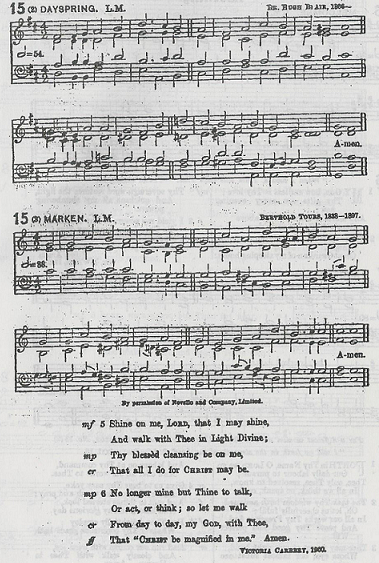 15 (2) DAYSPRING. L.M. HUGH BLAIR, 1864—
=54.
A-men.
15 (3) MARKEN. L.M. BERTHOLD TOURS, 1838-1897.
=88.
A-men.
By permission of Novello and Company, Limited.
mf 5 Shine on me, LORD, that I may shine,
And walk with Thee in Light Divine;
mp Thy blessèd cleansing be on me,
cr That all I do for CHRIST may be.
mp 6 No longer mine but Thine to talk,
Or act, or think; so let me walk
cr From day to day, my GOD, with Thee,
ff That "CHRIST be magnified in me." Amen.
VICTORIA CARBERY, 1900.